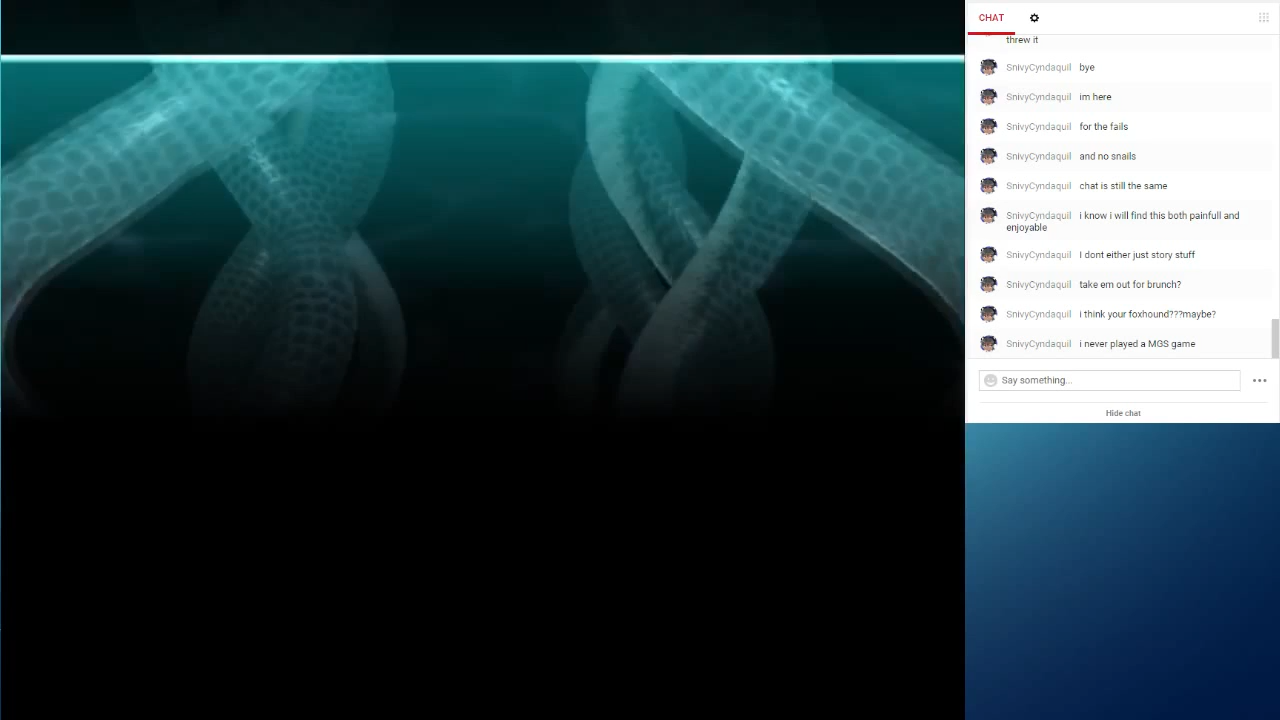 CHAT
threw it
SnivyCyndaquil bye
SnivyCyndaquil im here
SnivyCyndaquil for the fails
SnivyCyndaquil and no snails
SnivyCyndaquil chat is still the same
SnivyCyndaquil i know i will find this both painfull and
enjoyable
SnivyCyndaquil I dont either just story stuff
SnivyCyndaquil take em out for brunch?
SnivyCyndaquil i think your foxhound???maybe?
SnivyCyndaquil i never played a MGS game
Say something...
Hide chat